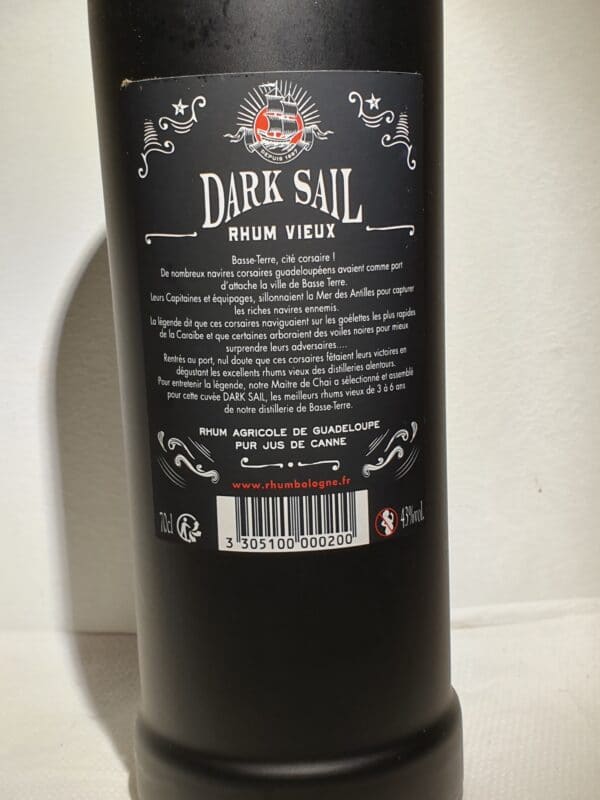 DEPUIS 1887
DARK SAIL
RHUM VIEUX
Basse-Terre, cité corsaire !
De nombreux navires corsaires guadeloupéens avaient comme port
d'attache la ville de Basse Terre.
Leurs Capitaines et équipages, sillonnaient la Mer des Antilles pour capturer
les riches navires ennemis.
La légende dit que ces corsaires naviguaient sur les goélettes les plus rapides
de la Caraïbe et que certaines arboraient des voiles noires pour mieux
surprendre leurs adversaires....
Rentrés au port, nul doute que ces corsaires fêtaient leurs victoires en
dégustant les excellents rhums vieux des distilleries alentours.
Pour entretenir la légende, notre Maitre de Chai a sélectionné et assemblé
pour cette cuvée DARK SAIL, les meilleurs rhums vieux de 3 à 6 ans
de notre distillerie de Basse-Terre.
RHUM AGRICOLE DE GUADELOUPE
PUR JUS DE CANNE
www.rhumbologne.fr
70cl
43%vol.
3 305100 000200